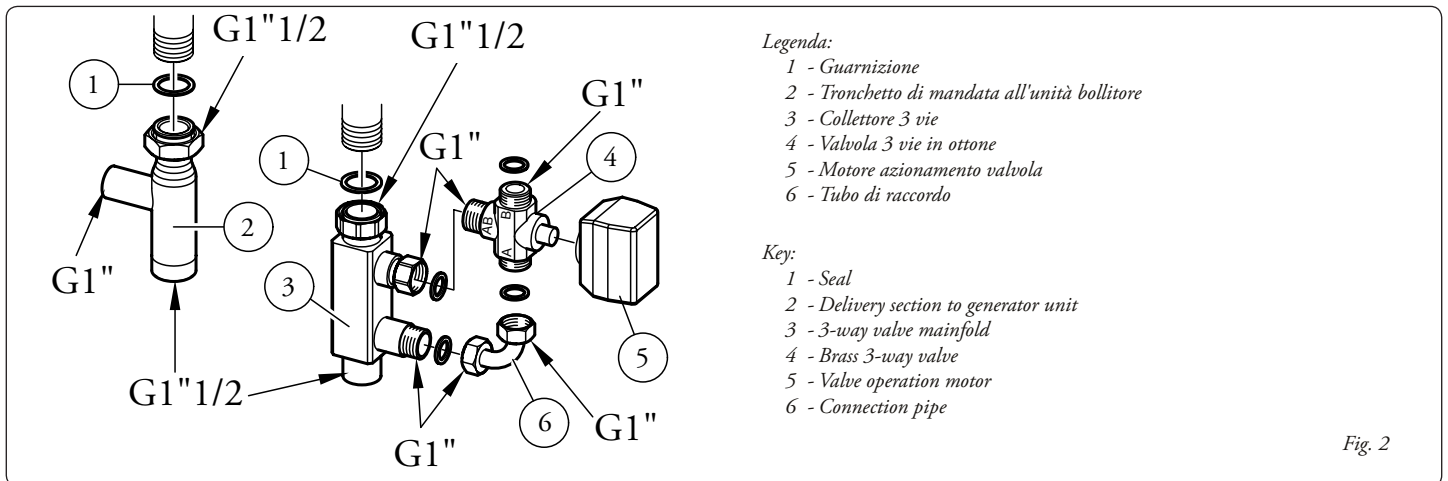 G1"1/2
G1"1/2
1
G1"
G1"
1
4
AB
B
A
2
G1"
3
5
G1"1/2
6
G1"
G1"
Legenda:
1 - Guarnizione
2 - Tronchetto di mandata all'unità bollitore
3 - Collettore 3 vie
4 - Valvola 3 vie in ottone
5 - Motore azionamento valvola
6 - Tubo di raccordo
Key:
1 - Seal
2 - Delivery section to generator unit
3 - 3-way valve mainfold
4 - Brass 3-way valve
5 - Valve operation motor
6 - Connection pipe
Fig. 2